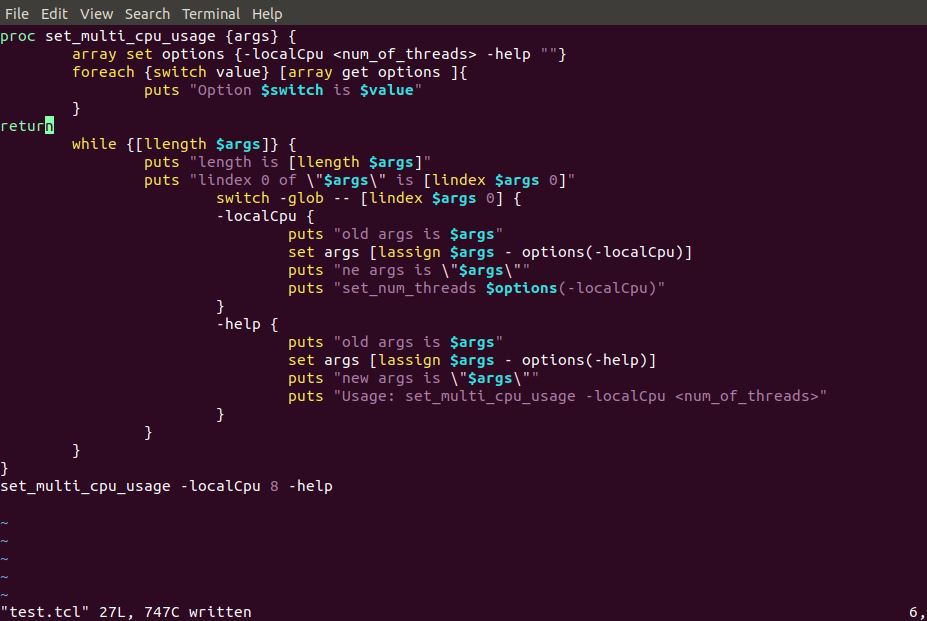 File Edit View Search Terminal Help
proc set_multi_cpu_usage {args} {
        array set options {-localCpu <num_of_threads> -help ""}
        foreach {switch value} [array get options ]{
                puts "Option $switch is $value"
        }
return
        while {[llength $args]} {
                puts "length is [llength $args]"
                puts "lindex 0 of \"$args\" is [lindex $args 0]"
                        switch -glob -- [lindex $args 0] {
                        -localCpu {
                                puts "old args is $args"
                                set args [lassign $args - options(-localCpu)]
                                puts "ne args is \"$args\""
                                puts "set_num_threads $options(-localCpu)"
                        }
                        -help {
                                puts "old args is $args"
                                set args [lassign $args - options(-help)]
                                puts "new args is \"$args\""
                                puts "Usage: set_multi_cpu_usage -localCpu <num_of_threads>"
                        }
                }
        }
}
set_multi_cpu_usage -localCpu 8 -help
~
~
~
~
~
"test.tcl" 27L, 747C written 6,